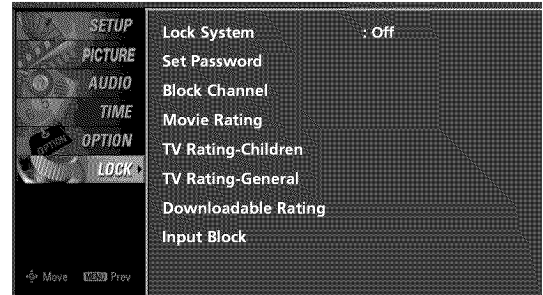 SETUP
PICTURE
AUDIO
TIME
OPTION
OPTION
LOCK
Move MENU Prev
Lock System : Off
Set Password
Block Channel
Movie Rating
TV Rating-Children
TV Rating-General
Downloadable Rating
Input Block